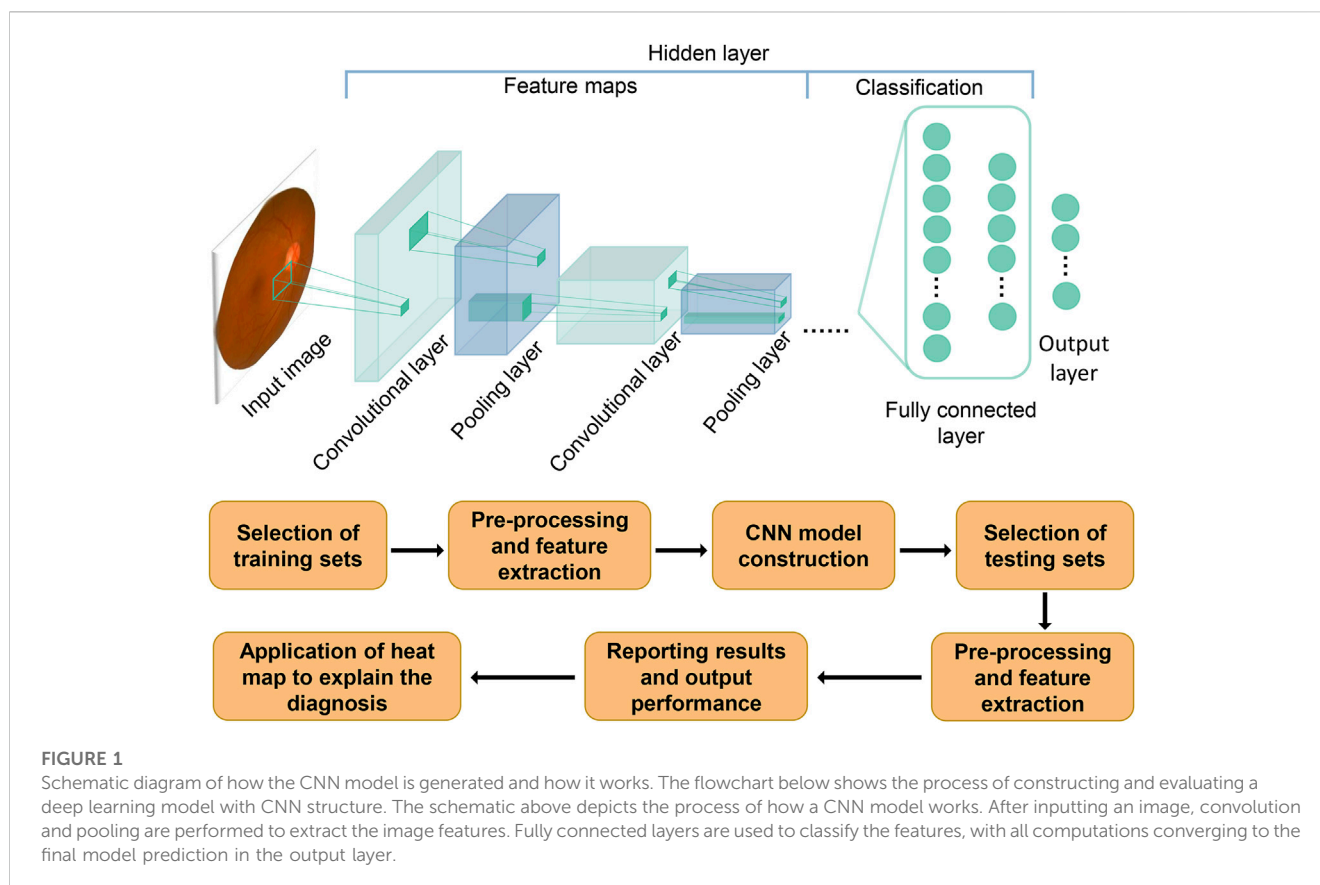 Hidden layer
Feature maps
Classification
Input image
Convolutional layer
Pooling layer
Convolutional layer
Pooling layer
......
Fully connected
layer
Output
layer
Selection of
training sets
Pre-processing
and feature
extraction
CNN model
construction
Selection of
testing sets
Pre-processing
and feature
extraction
Reporting results
and output
performance
Application of heat
map to explain the
diagnosis
FIGURE 1
Schematic diagram of how the CNN model is generated and how it works. The flowchart below shows the process of constructing and evaluating a
deep learning model with CNN structure. The schematic above depicts the process of how a CNN model works. After inputting an image, convolution
and pooling are performed to extract the image features. Fully connected layers are used to classify the features, with all computations converging to the
final model prediction in the output layer.